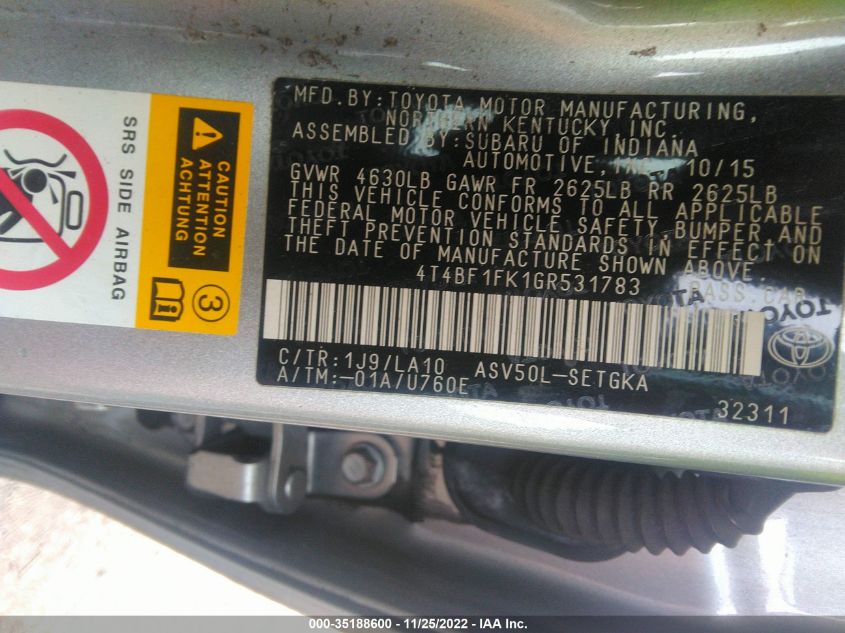 SRS SIDE AIRBAG
CAUTION
3
MFD.BY:TOYOTA MOTOR MANUFACTURING,
NORTHERN KENTUCKY INC.
ASSEMBLED BY:SUBARU OF INDIANA
AUTOMOTIVE,INC. 10/15
GVWR 4630LB GAWR FR 2625LB RR 2625LB
THIS VEHICLE CONFORMS TO ALL APPLICABLE
FEDERAL MOTOR VEHICLE SAFETY,BUMPER AND
THEFT PREVENTION STANDARDS IN EFFECT ON
THE DATE OF MANUFACTURE SHOWN ABOVE.
4T4BF1FK1GR531783 PASS.CAR
C/TR:1J9/LA10 ASV50L-SETGKA
A/TM:-01A/U760E
32311
TOYOTA
000-35188600 - 11/25/2022 - IAA Inc.